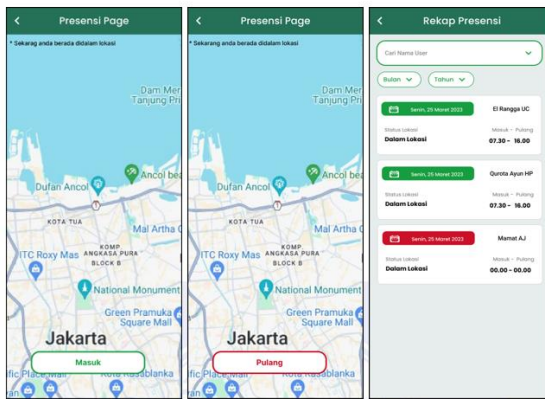 Presensi Page
* Sekarag anda berada didalam lokasi
Dam Mer
Tanjung Pri
Ancol bea
Dufan Ancol
KOTA TUA
Mal Artha G
ITC Roxy Mas
KOMP.
ANGKASA PURA
BLOCK B
National Monument
Green Pramuka
Square Mall
Jakarta
Masuk
Presensi Page
* Sekarang anda berada didalam lokasi
Dam Mer
Tanjung Pri
Ancol bea
Dufan Ancol
KOTA TUA
Mal Artha G
ITC Roxy Mas
KOMP.
ANGKASA PURA
BLOCK B
National Monument
Green Pramuka
Square Mall
Jakarta
Pulang
Rekap Presensi
Cari Nama User
Bulan
Tahun
Senin, 25 Maret 2023
El Rangga UC
Status Lokasi
Masuk - Pulang
Dalam Lokasi
07.30 - 16.00
Senin, 25 Maret 2023
Qurota Ayun HP
Status Lokasi
Masuk - Pulang
Dalam Lokasi
07.30 - 16.00
Senin, 25 Maret 2023
Mamat AJ
Status Lokasi
Masuk - Pulang
Dalam Lokasi
00.00 - 00.00